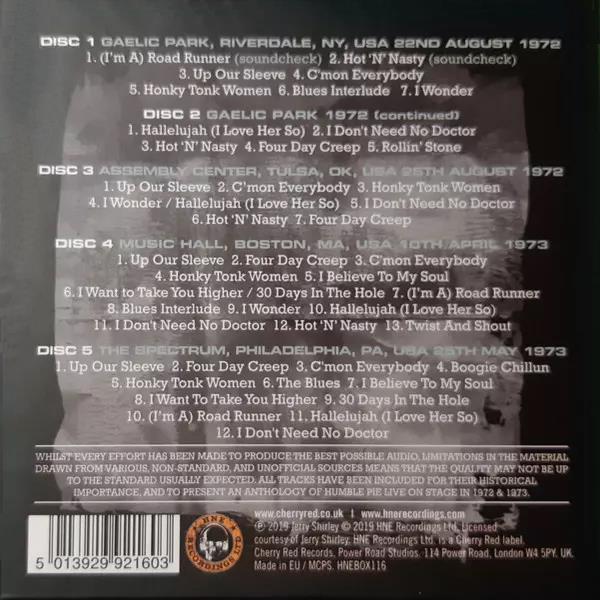 DISC 1 GAELIC PARK, RIVERDALE, NY, USA 22ND AUGUST 1972
1. (I'm A) Road Runner (soundcheck) 2. Hot 'N' Nasty (soundcheck)
3. Up Our Sleeve 4. C'mon Everybody
5. Honky Tonk Women 6. Blues Interlude 7. I Wonder
DISC 2 GAELIC PARK 1972 (continued)
1. Hallelujah (I Love Her So) 2. I Don't Need No Doctor
3. Hot 'N' Nasty 4. Four Day Creep 5. Rollin' Stone
DISC 3 ASSEMBLY CENTER, TULSA, OK, USA 25TH AUGUST 1972
1. Up Our Sleeve 2. C'mon Everybody 3. Honky Tonk Women
4. I Wonder / Hallelujah (I Love Her So) 5. I Don't Need No Doctor
6. Hot 'N' Nasty 7. Four Day Creep
DISC 4 MUSIC HALL, BOSTON, MA, USA 10TH APRIL 1973
1. Up Our Sleeve 2. Four Day Creep 3. C'mon Everybody
4. Honky Tonk Women 5. I Believe To My Soul
6. I Want to Take You Higher / 30 Days In The Hole 7. (I'm A) Road Runner
8. Blues Interlude 9. I Wonder 10. Hallelujah (I Love Her So)
11. I Don't Need No Doctor 12. Hot 'N' Nasty 13. Twist And Shout
DISC 5 THE SPECTRUM, PHILADELPHIA, PA, USA 25TH MAY 1973
1. Up Our Sleeve 2. Four Day Creep 3. C'mon Everybody 4. Boogie Chillun
5. Honky Tonk Women 6. The Blues 7. I Believe To My Soul
8. I Want To Take You Higher 9. 30 Days In The Hole
10. (I'm A) Road Runner 11. Hallelujah (I Love Her So)
12. I Don't Need No Doctor
WHILST EVERY EFFORT HAS BEEN MADE TO PRODUCE THE BEST POSSIBLE AUDIO, LIMITATIONS IN THE MATERIAL
DRAWN FROM VARIOUS, NON-STANDARD, AND UNOFFICIAL SOURCES MEANS THAT THE QUALITY MAY NOT BE UP
TO THE STANDARD USUALLY EXPECTED. ALL TRACKS HAVE BEEN INCLUDED FOR THEIR HISTORICAL
IMPORTANCE, AND TO PRESENT AN ANTHOLOGY OF HUMBLE PIE LIVE ON STAGE IN 1972 & 1973.
www.cherryred.co.uk | www.hnerecordings.com
℗ 2019 Jerry Shirley © 2019 HNE Recordings Ltd. Licensed
courtesy of Jerry Shirley. HNE Recordings Ltd. is a Cherry Red label.
Cherry Red Records, Power Road Studios, 114 Power Road, London W4 5PY. UK.
Made in EU / MCPS. HNEBOX116
HNE
RECORDINGS LTD.
5 013929 921603